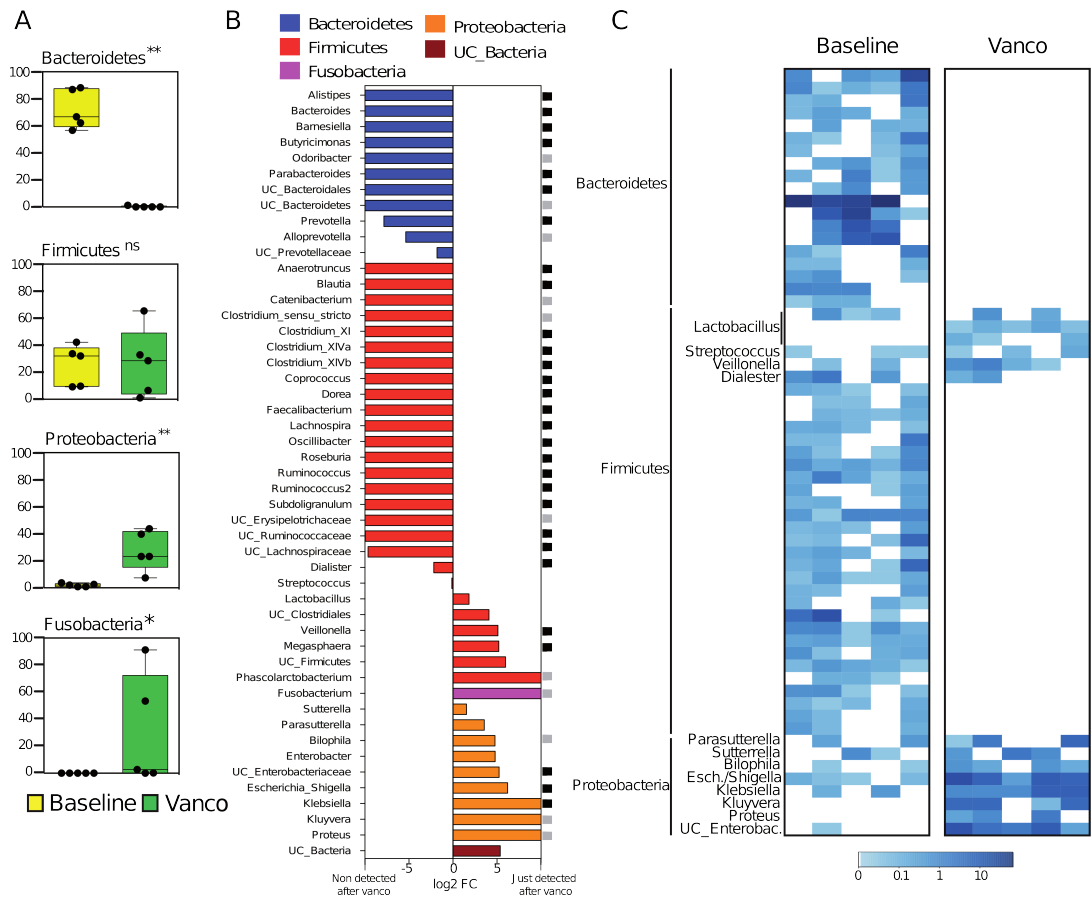 A
Bacteroidetes**
100
80
60
40
20
0
Firmicutes ns
100
80
60
40
20
0
Proteobacteria**
100
80
60
40
20
0
Fusobacteria*
100
80
60
40
20
0
Baseline Vanco
B
Bacteroidetes
Firmicutes
Fusobacteria
Proteobacteria
UC_Bacteria
Alistipes
Bacteroides
Barnesiella
Butyricimonas
Odoribacter
Parabacteroides
UC_Bacteroidales
UC_Bacteroidetes
Prevotella
Alloprevotella
UC_Prevotellaceae
Anaerotruncus
Blautia
Catenibacterium
Clostridium_sensu_stricto
Clostridium_XI
Clostridium_XIVa
Clostridium_XIVb
Coprococcus
Dorea
Faecalibacterium
Lachnospira
Oscillibacter
Roseburia
Ruminococcus
Ruminococcus2
Subdoligranulum
UC_Erysipelotrichaceae
UC_Ruminococcaceae
UC_Lachnospiraceae
Dialister
Streptococcus
Lactobacillus
UC_Clostridiales
Veillonella
Megasphaera
UC_Firmicutes
Phascolarctobacterium
Fusobacterium
Sutterella
Parasutterella
Bilophila
Enterobacter
UC_Enterobacteriaceae
Escherichia_Shigella
Klebsiella
Kluyvera
Proteus
UC_Bacteria
-5 0 5
Non detected
after vanco
log2 FC
Just detected
after vanco
C
Baseline Vanco
Bacteroidetes
Lactobacillus
Streptococcus
Veillonella
Dialester
Firmicutes
Parasutterella
Sutterrella
Bilophila
Esch./Shigella
Proteobacteria
Klebsiella
Kluyvera
Proteus
UC_Enterobac.
0 0.1 1 10